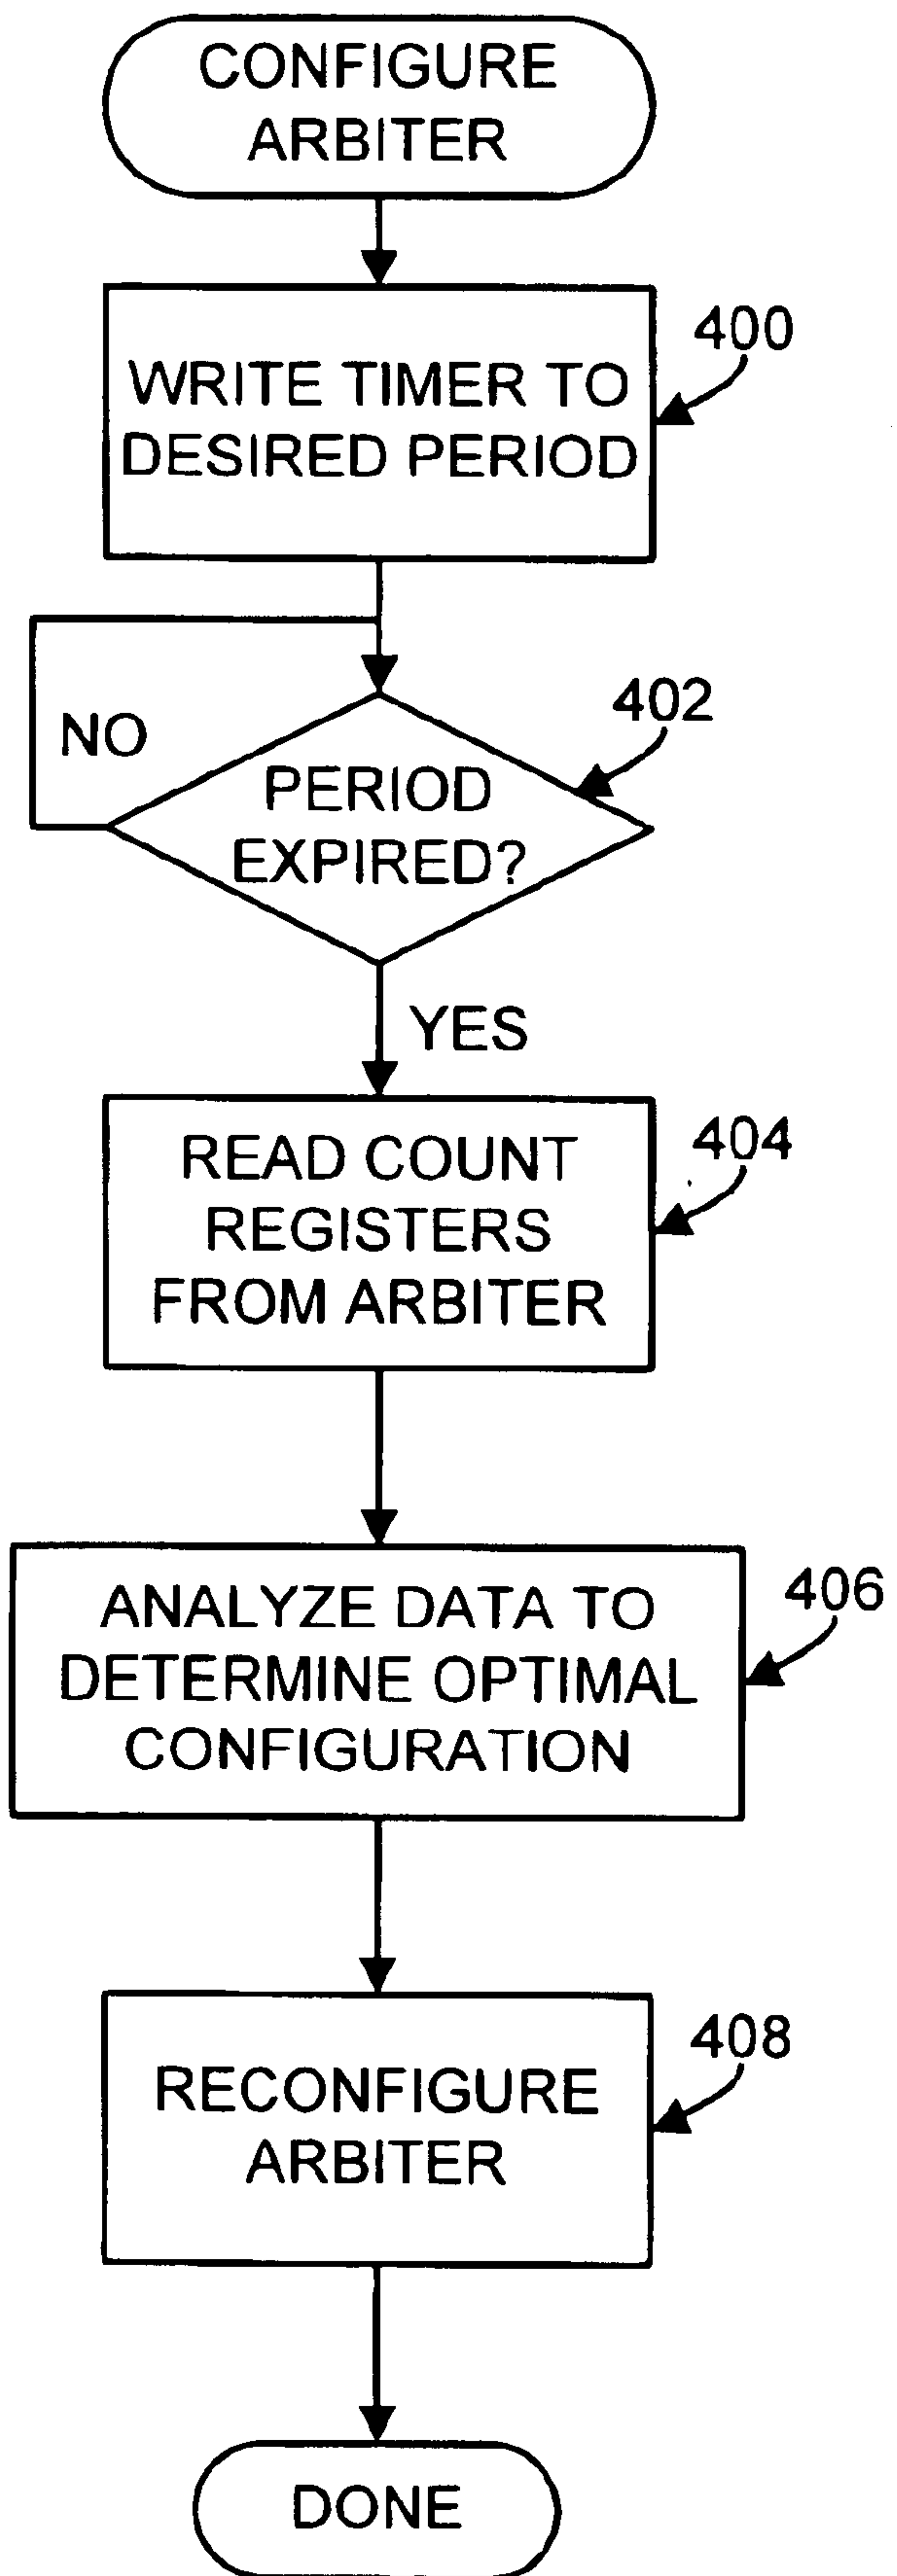 CONFIGURE
ARBITER
400
WRITE TIMER TO
DESIRED PERIOD
402
NO
PERIOD
EXPIRED?
YES
404
READ COUNT
REGISTERS
FROM ARBITER
406
ANALYZE DATA TO
DETERMINE OPTIMAL
CONFIGURATION
408
RECONFIGURE
ARBITER
DONE